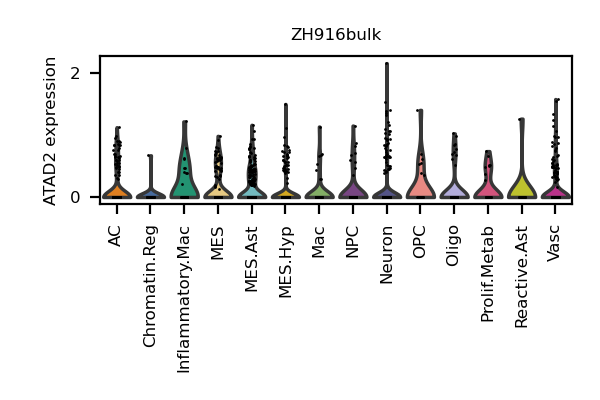 ZH916bulk
ATAD2 expression
2
0
AC
Chromatin.Reg
Inflammatory.Mac
MES
MES.Ast
MES.Hyp
Mac
NPC
Neuron
OPC
Oligo
Prolif.Metab
Reactive.Ast
Vasc